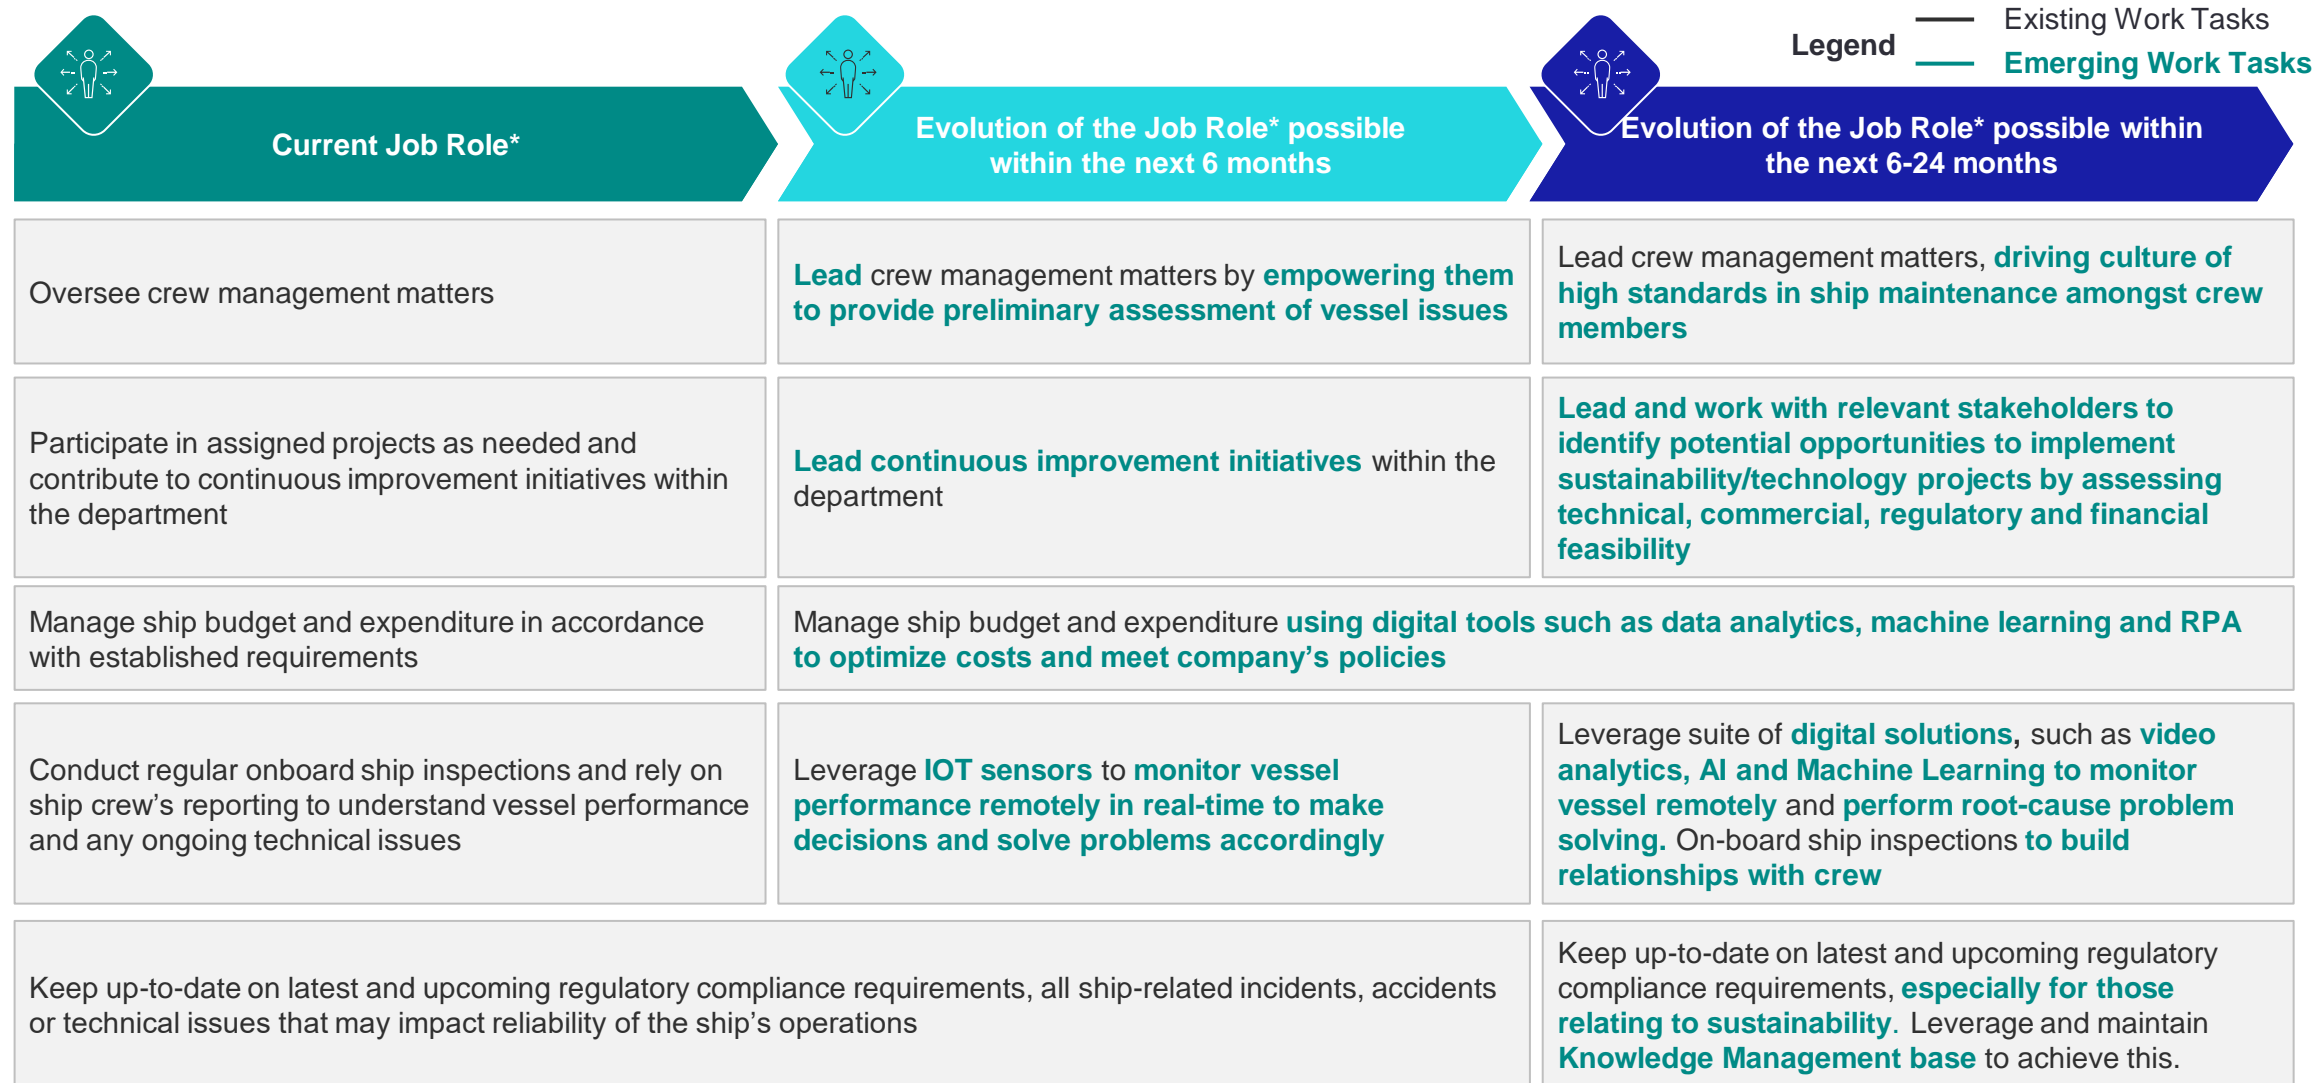 Legend
Existing Work Tasks
Emerging Work Tasks
Current Job Role*
Evolution of the Job Role* possible
within the next 6 months
Evolution of the Job Role* possible within
the next 6-24 months
Oversee crew management matters
Lead crew management matters by empowering them
to provide preliminary assessment of vessel issues
Lead crew management matters, driving culture of
high standards in ship maintenance amongst crew
members
Participate in assigned projects as needed and
contribute to continuous improvement initiatives within
the department
Lead continuous improvement initiatives within the
department
Lead and work with relevant stakeholders to
identify potential opportunities to implement
sustainability/technology projects by assessing
technical, commercial, regulatory and financial
feasibility
Manage ship budget and expenditure in accordance
with established requirements
Manage ship budget and expenditure using digital tools such as data analytics, machine learning and RPA
to optimize costs and meet company’s policies
Conduct regular onboard ship inspections and rely on
ship crew’s reporting to understand vessel performance
and any ongoing technical issues
Leverage IOT sensors to monitor vessel
performance remotely in real-time to make
decisions and solve problems accordingly
Leverage suite of digital solutions, such as video
analytics, AI and Machine Learning to monitor
vessel remotely and perform root-cause problem
solving. On-board ship inspections to build
relationships with crew
Keep up-to-date on latest and upcoming regulatory compliance requirements, all ship-related incidents, accidents
or technical issues that may impact reliability of the ship’s operations
Keep up-to-date on latest and upcoming regulatory
compliance requirements, especially for those
relating to sustainability. Leverage and maintain
Knowledge Management base to achieve this.